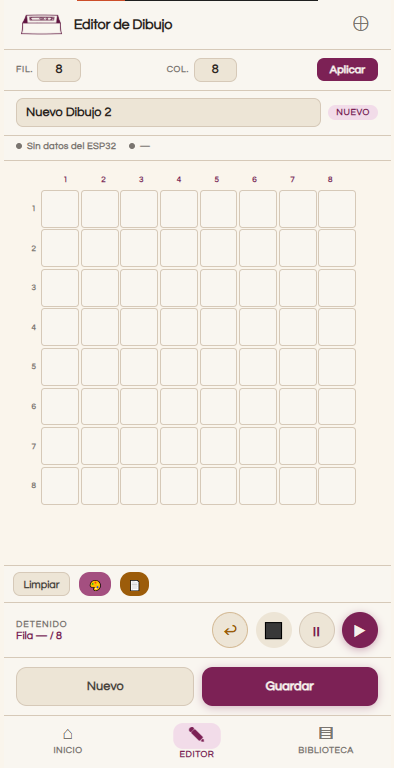 Editor de Dibujo
FIL. 8 COL. 8 Aplicar
Nuevo Dibujo 2 NUEVO
Sin datos del ESP32 —
1 2 3 4 5 6 7 8
1
2
3
4
5
6
7
8
Limpiar
DETENIDO
Fila — / 8
Nuevo Guardar
INICIO EDITOR BIBLIOTECA